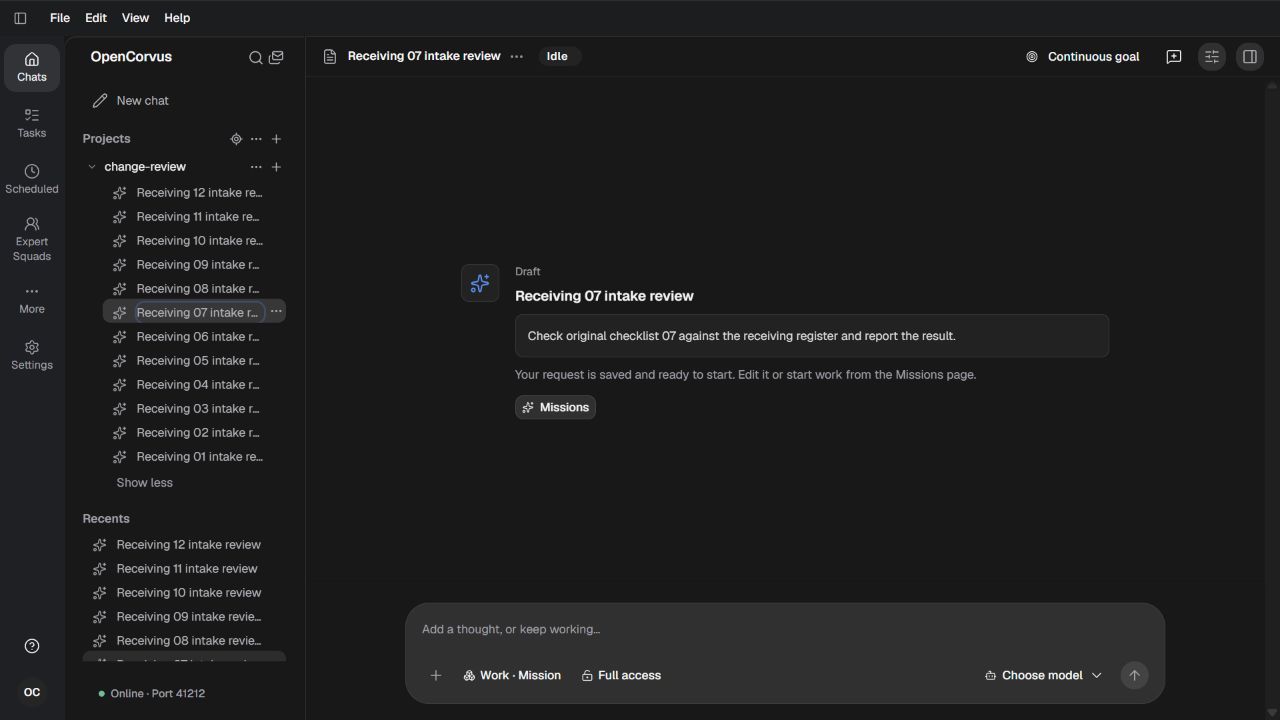 File Edit View Help
Chats
Tasks
Scheduled
Expert
Squads
More
Settings
OC
OpenCorvus
New chat
Projects
change-review
Receiving 12 intake re...
Receiving 11 intake re...
Receiving 10 intake re...
Receiving 09 intake r...
Receiving 08 intake r...
Receiving 07 intake r...
Receiving 06 intake r...
Receiving 05 intake r...
Receiving 04 intake r...
Receiving 03 intake r...
Receiving 02 intake r...
Receiving 01 intake re...
Show less
Recents
Receiving 12 intake review
Receiving 11 intake review
Receiving 10 intake review
Receiving 09 intake revie...
Receiving 08 intake revie...
Online · Port 41212
Receiving 07 intake review ... Idle
Continuous goal
Draft
Receiving 07 intake review
Check original checklist 07 against the receiving register and report the result.
Your request is saved and ready to start. Edit it or start work from the Missions page.
Missions
Add a thought, or keep working...
Work · Mission Full access Choose model